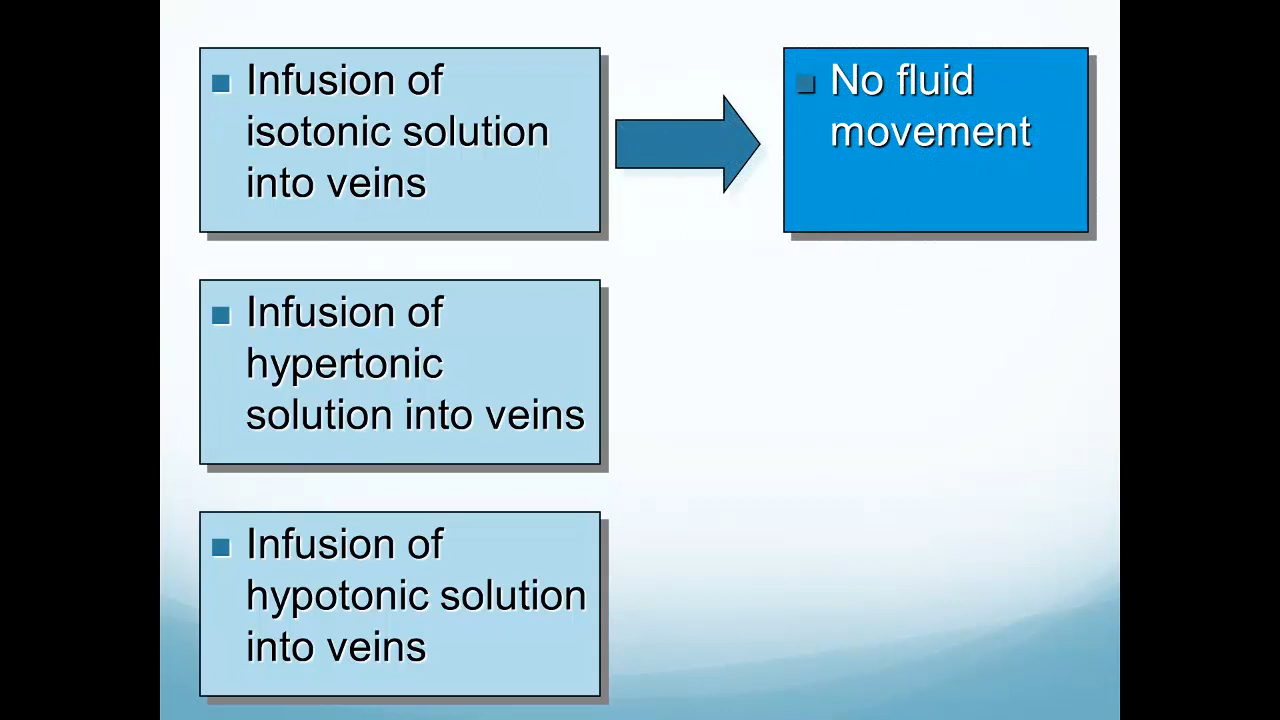 Infusion of
isotonic solution
into veins
No fluid
movement
Infusion of
hypertonic
solution into veins
Infusion of
hypotonic solution
into veins